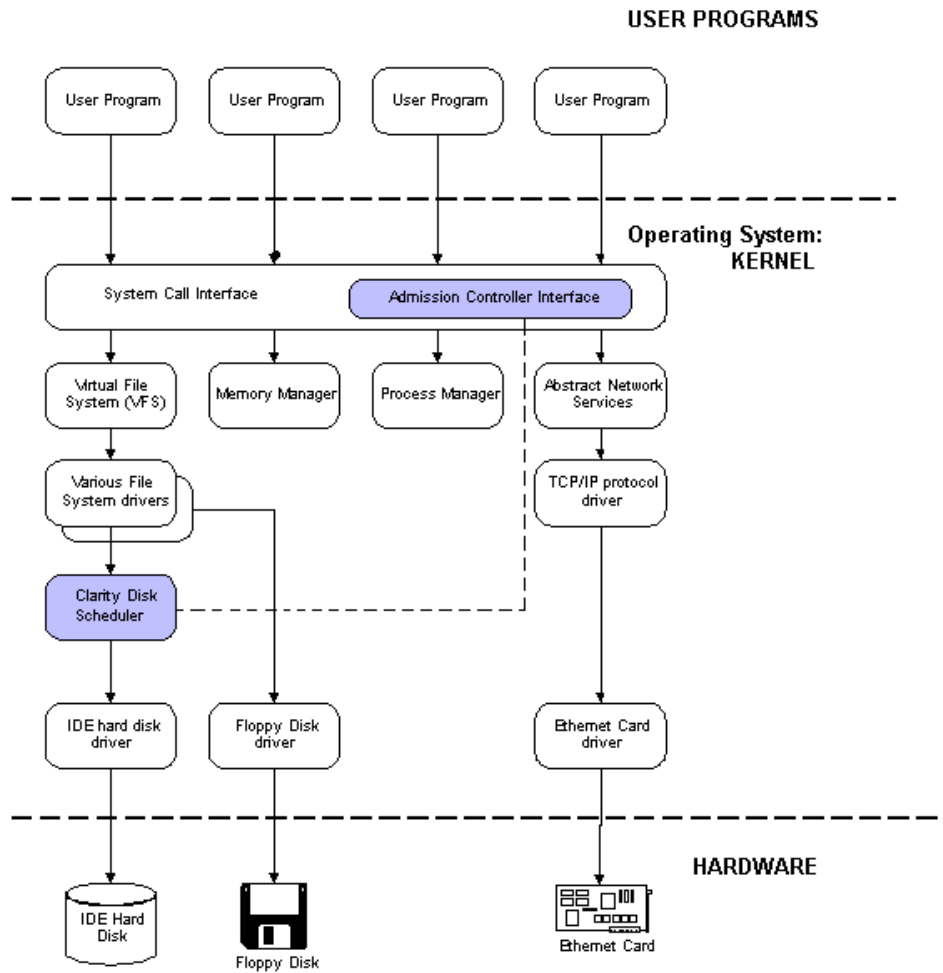 USER PROGRAMS
User Program
User Program
User Program
User Program
Operating System:
KERNEL
System Call Interface
Admission Controller Interface
Virtual File
System (VFS)
Memory Manager
Process Manager
Abstract Network
Services
Various File
System drivers
TCP/IP protocol
driver
Clarity Disk
Scheduler
IDE hard disk
driver
Floppy Disk
driver
Ethernet Card
driver
HARDWARE
IDE Hard
Disk
Floppy Disk
Ethernet Card